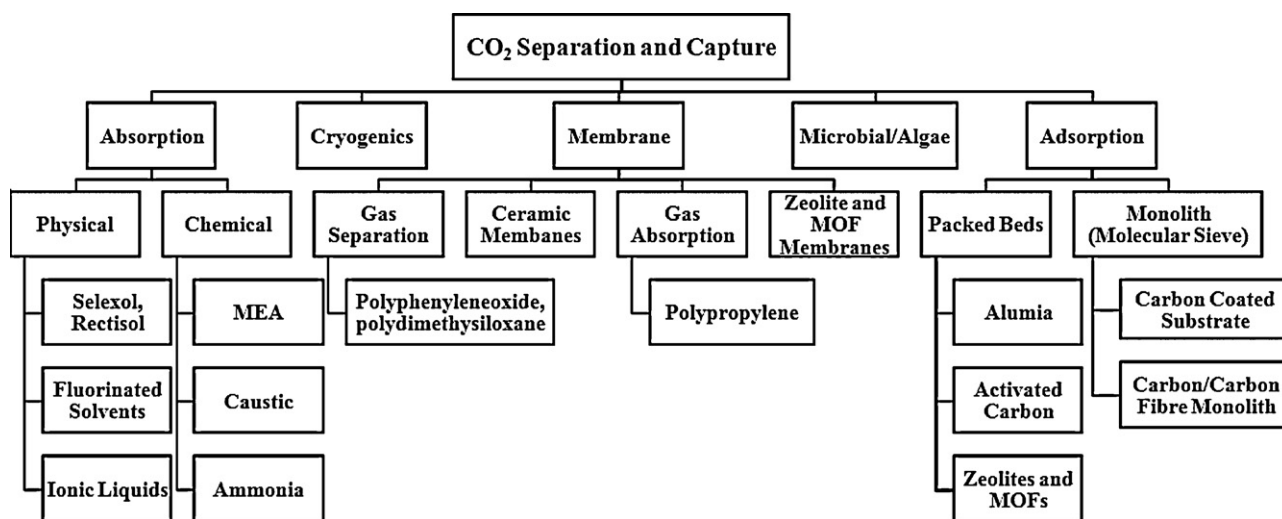 CO₂ Separation and Capture
Absorption
Cryogenics
Membrane
Microbial/Algae
Adsorption
Physical
Chemical
Gas
Separation
Ceramic
Membanes
Gas
Absorption
Zeolite and
MOF
Membranes
Packed Beds
Monolith
(Molecular Sieve)
Selexol,
Rectisol
MEA
Polyphenyleneoxide,
polydimethysiloxane
Polypropylene
Alumia
Carbon Coated
Substrate
Fluorinated
Solvents
Caustic
Activated
Carbon
Carbon/Carbon
Fibre Monolith
Ionic Liquids
Ammonia
Zeolites and
MOFs